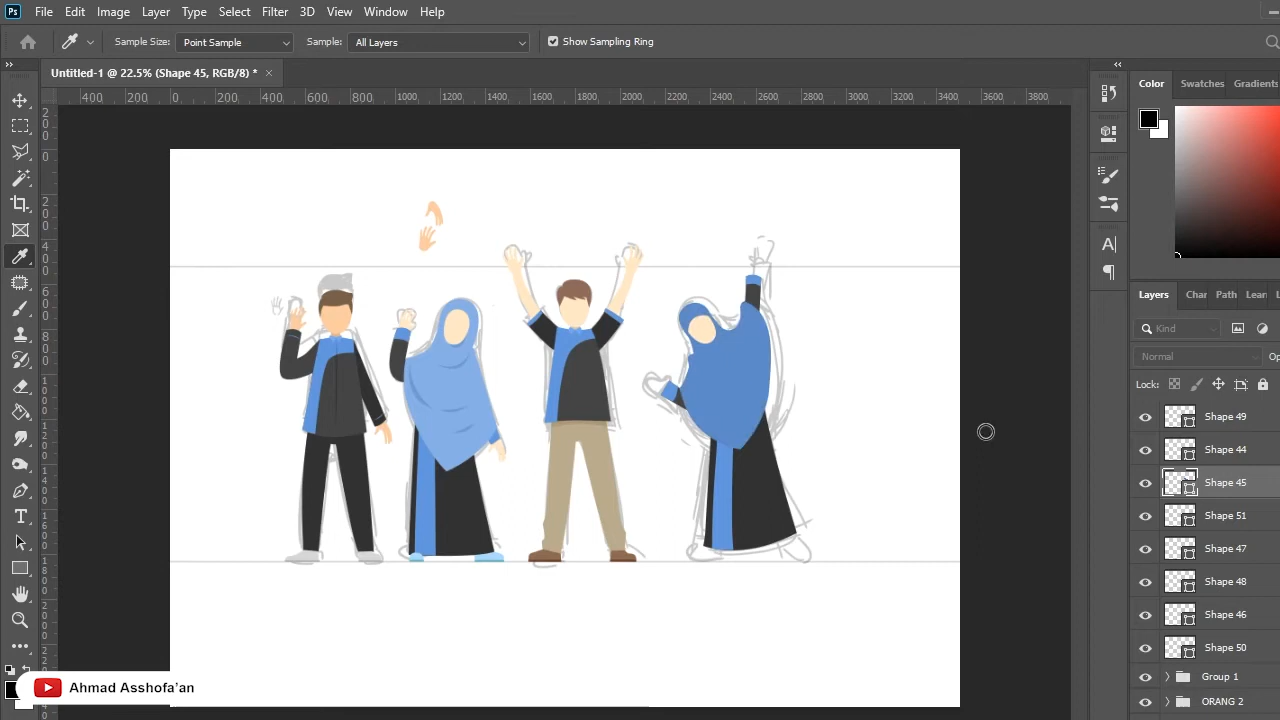 Ps File Edit Image Layer Type Select Filter 3D View Window Help
Sample Size: Point Sample Sample: All Layers Show Sampling Ring
Untitled-1 @ 22.5% (Shape 45, RGB/8) * ×
400 200 0 200 400 600 800 1000 1200 1400 1600 1800 2000 2200 2400 2600 2800 3000 3200 3400 3600 3800
Color Swatches Gradients
Layers Char Path Lear
Kind
Normal
Lock:
Shape 49
Shape 44
Shape 45
Shape 51
Shape 47
Shape 48
Shape 46
Shape 50
Group 1
ORANG 2
Ahmad Asshofa'an